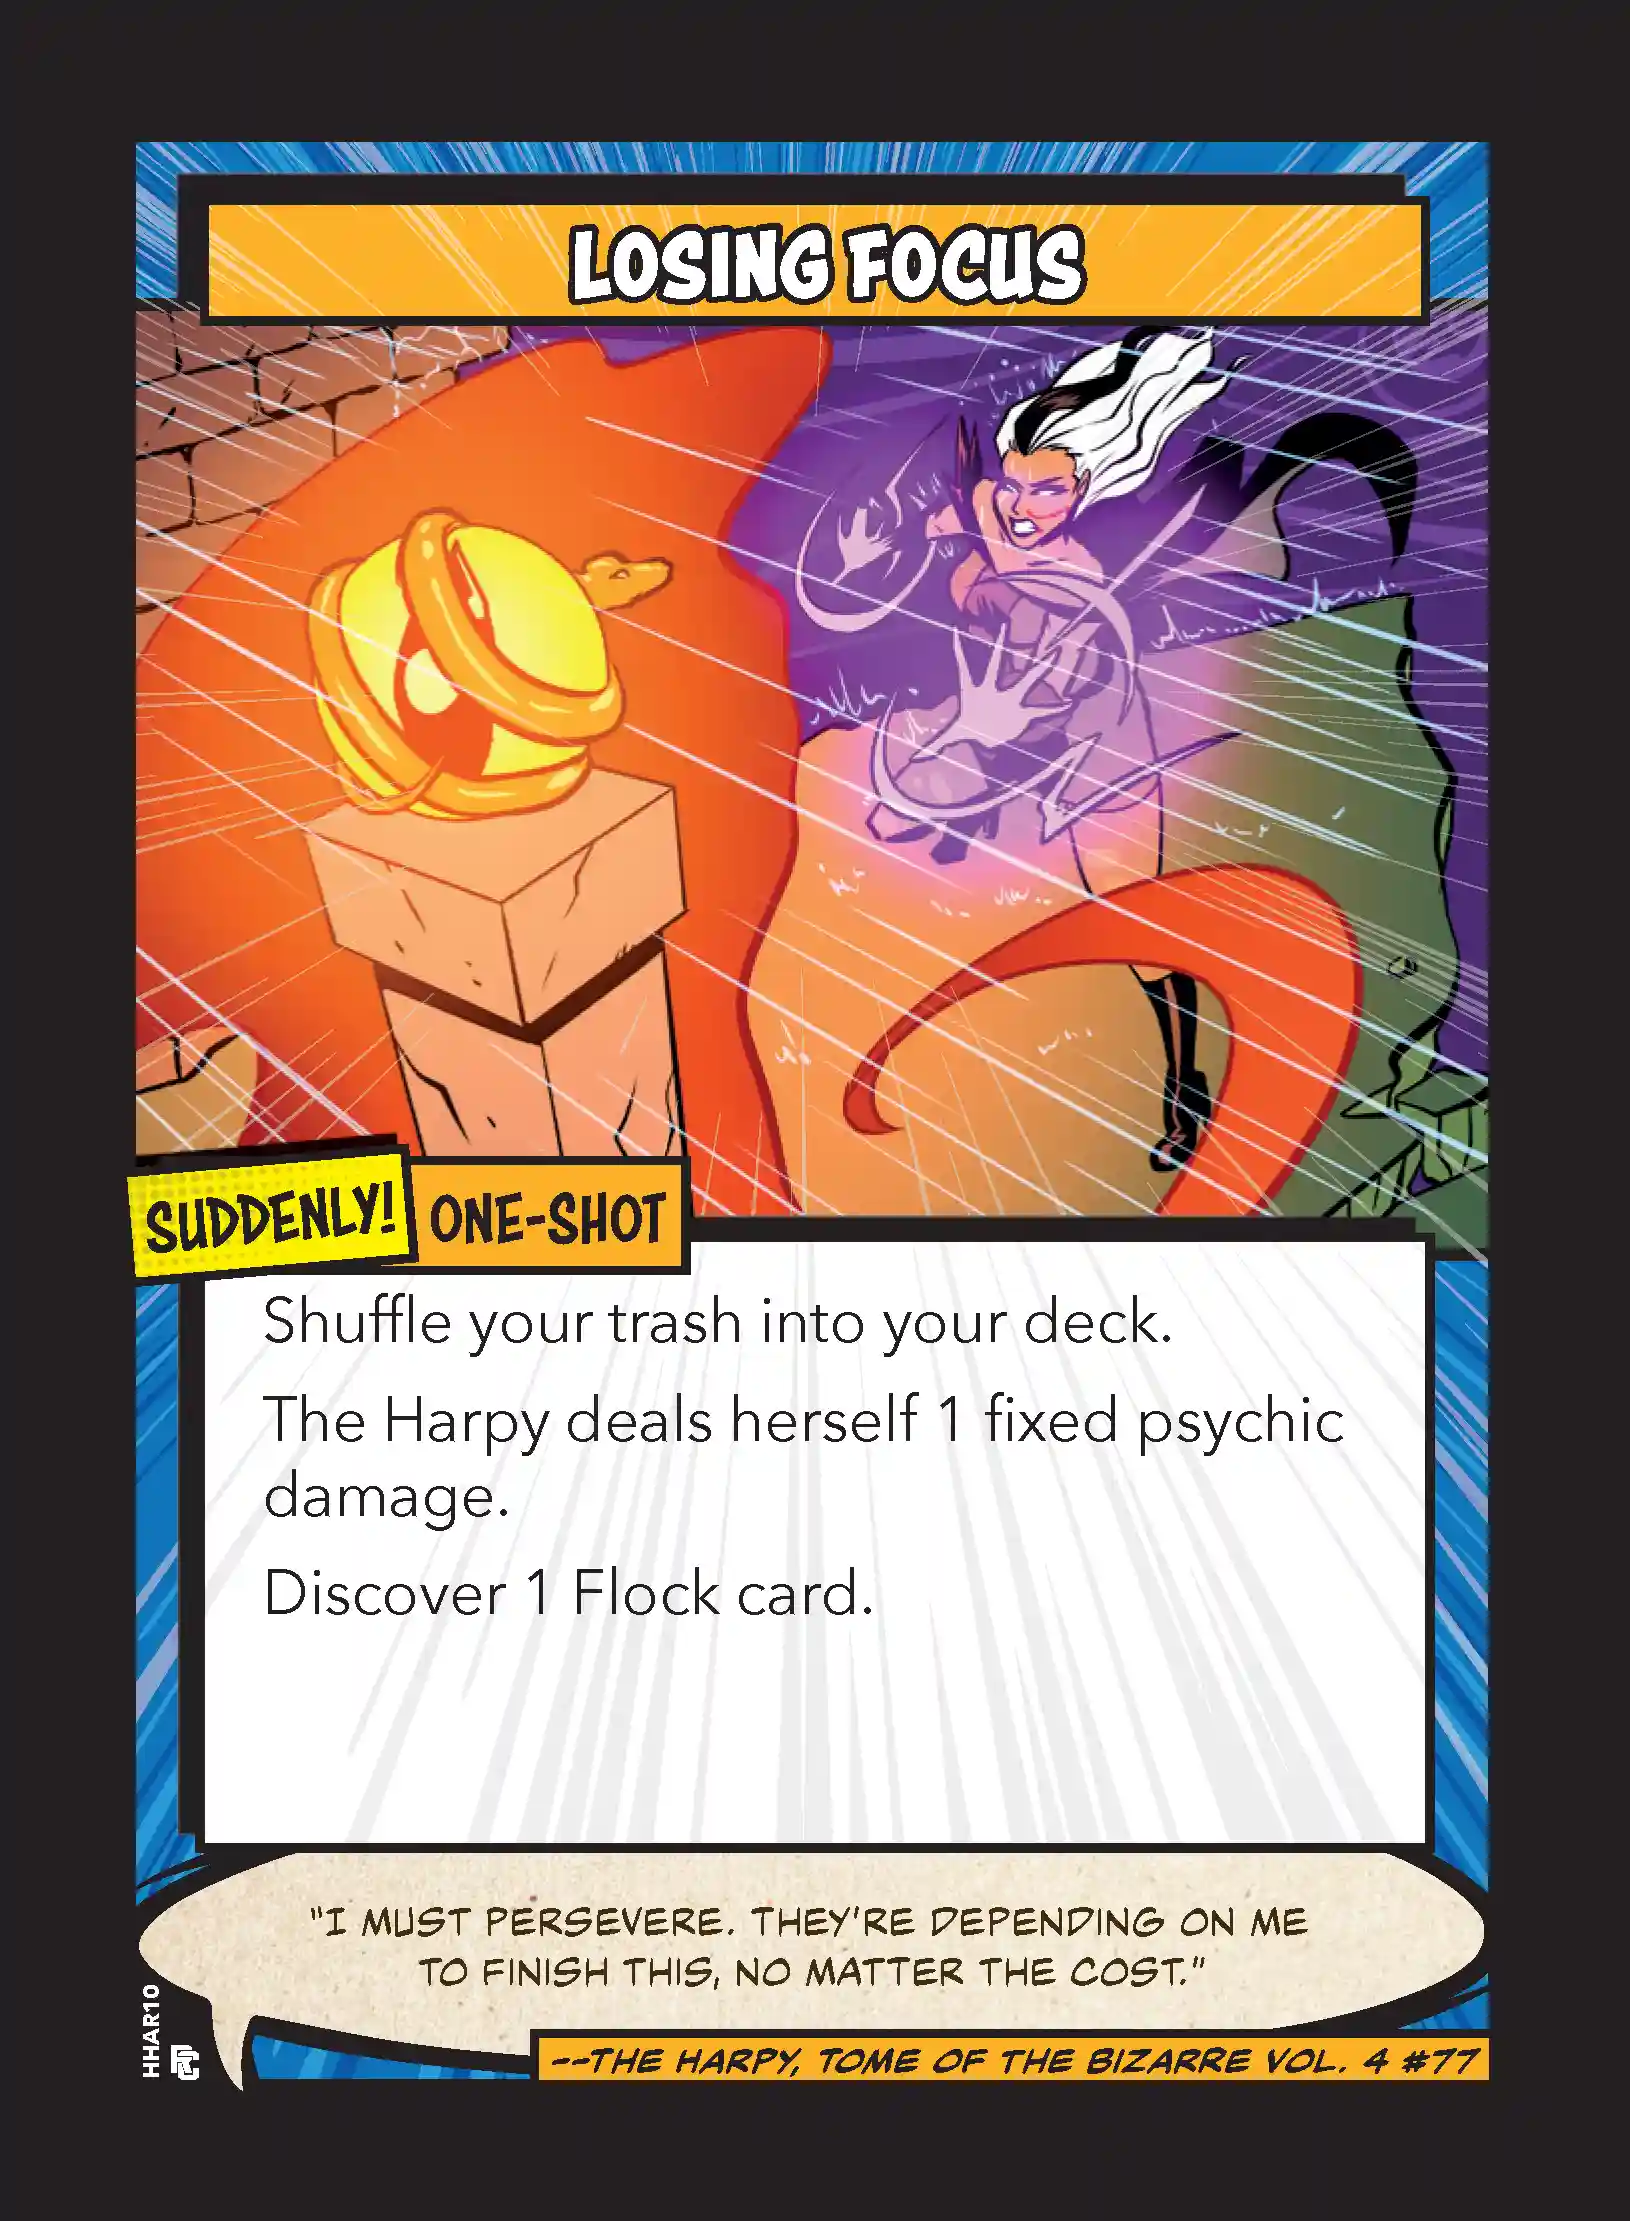 LOSING FOCUS
SUDDENLY! ONE-SHOT
Shuffle your trash into your deck.
The Harpy deals herself 1 fixed psychic
damage.
Discover 1 Flock card.
"I MUST PERSEVERE. THEY'RE DEPENDING ON ME
TO FINISH THIS, NO MATTER THE COST."
--THE HARPY, TOME OF THE BIZARRE VOL. 4 #77
HHAR10